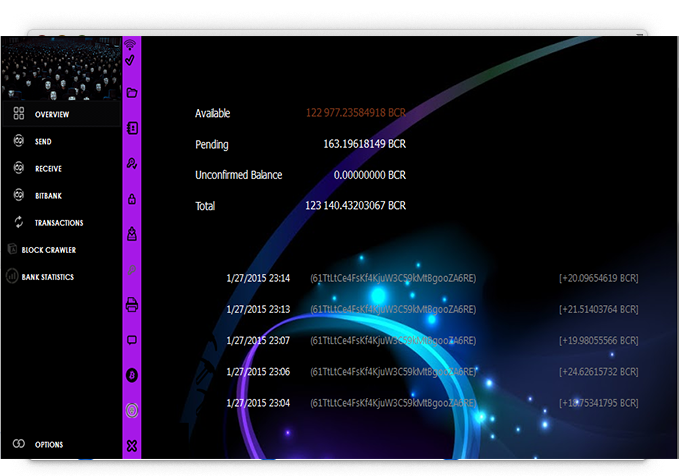 OVERVIEW
SEND
RECEIVE
BITBANK
TRANSACTIONS
BLOCK CRAWLER
BANK STATISTICS
OPTIONS
Available 122 977.23584918 BCR
Pending 163.19618149 BCR
Unconfirmed Balance 0.00000000 BCR
Total 123 140.43203067 BCR
1/27/2015 23:14 (61TtLtCe4FsKf4KjuW3C59kMtBgooZA6RE) [+20.09654619 BCR]
1/27/2015 23:13 (61TtLtCe4FsKf4KjuW3C59kMtBgooZA6RE) [+21.51403764 BCR]
1/27/2015 23:07 (61TtLtCe4FsKf4KjuW3C59kMtBgooZA6RE) [+19.98055566 BCR]
1/27/2015 23:06 (61TtLtCe4FsKf4KjuW3C59kMtBgooZA6RE) [+24.62615732 BCR]
1/27/2015 23:04 (61TtLtCe4FsKf4KjuW3C59kMtBgooZA6RE) BCR]